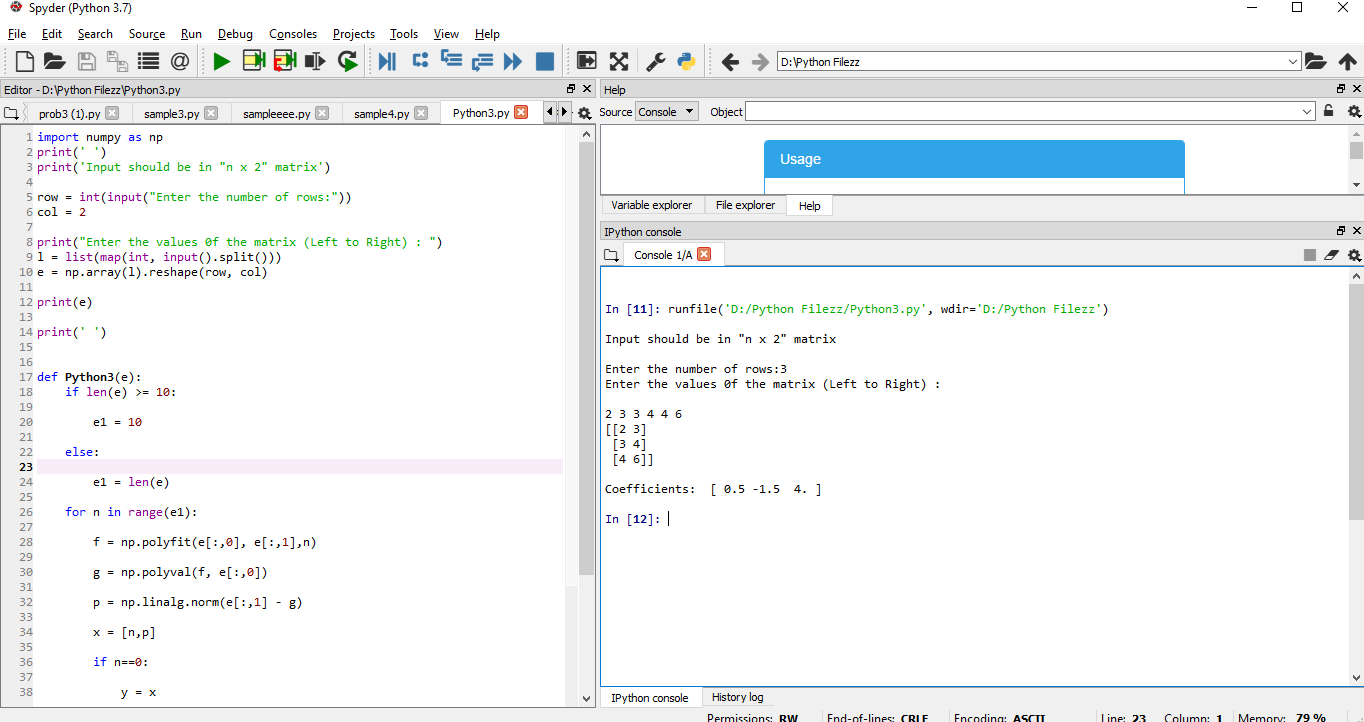 Spyder (Python 3.7)
File Edit Search Source Run Debug Consoles Projects Tools View Help
D:\Python Filezz
Editor - D:\Python Filezz\Python3.py
prob3 (1).py sample3.py sampleeee.py sample4.py Python3.py
1 import numpy as np
2 print(' ')
3 print('Input should be in "n x 2" matrix')
4
5 row = int(input("Enter the number of rows:"))
6 col = 2
7
8 print("Enter the values 0f the matrix (Left to Right) : ")
9 l = list(map(int, input().split()))
10 e = np.array(l).reshape(row, col)
11
12 print(e)
13
14 print(' ')
15
16
17 def Python3(e):
18 if len(e) >= 10:
19
20 e1 = 10
21
22 else:
23
24 e1 = len(e)
25
26 for n in range(e1):
27
28 f = np.polyfit(e[:,0], e[:,1],n)
29
30 g = np.polyval(f, e[:,0])
31
32 p = np.linalg.norm(e[:,1] - g)
33
34 x = [n,p]
35
36 if n==0:
37
38 y = x
Help
Source Console Object
Usage
Variable explorer File explorer Help
IPython console
Console 1/A
In [11]: runfile('D:/Python Filezz/Python3.py', wdir='D:/Python Filezz')
Input should be in "n x 2" matrix
Enter the number of rows:3
Enter the values 0f the matrix (Left to Right) :
2 3 3 4 4 6
[[2 3]
[3 4]
[4 6]]
Coefficients: [ 0.5 -1.5 4. ]
In [12]:
IPython console History log
Permissions: RW End-of-lines: CRLF Encoding: ASCII Line: 23 Column: 1 Memory: 79 %